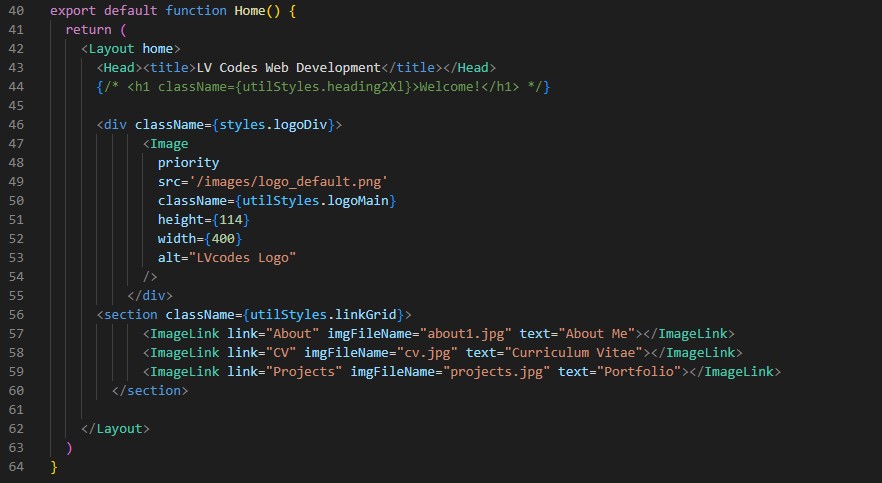 40 export default function Home() {
41   return (
42     <Layout home>
43       <Head><title>LV Codes Web Development</title></Head>
44       {/* <h1 className={utilStyles.heading2Xl}>Welcome!</h1> */}
45
46       <div className={styles.logoDiv}>
47             <Image
48               priority
49               src='/images/logo_default.png'
50               className={utilStyles.logoMain}
51               height={114}
52               width={400}
53               alt="LVcodes Logo"
54             />
55           </div>
56       <section className={utilStyles.linkGrid}>
57             <ImageLink link="About" imgFileName="about1.jpg" text="About Me"></ImageLink>
58             <ImageLink link="CV" imgFileName="cv.jpg" text="Curriculum Vitae"></ImageLink>
59             <ImageLink link="Projects" imgFileName="projects.jpg" text="Portfolio"></ImageLink>
60         </section>
61
62     </Layout>
63   )
64 }